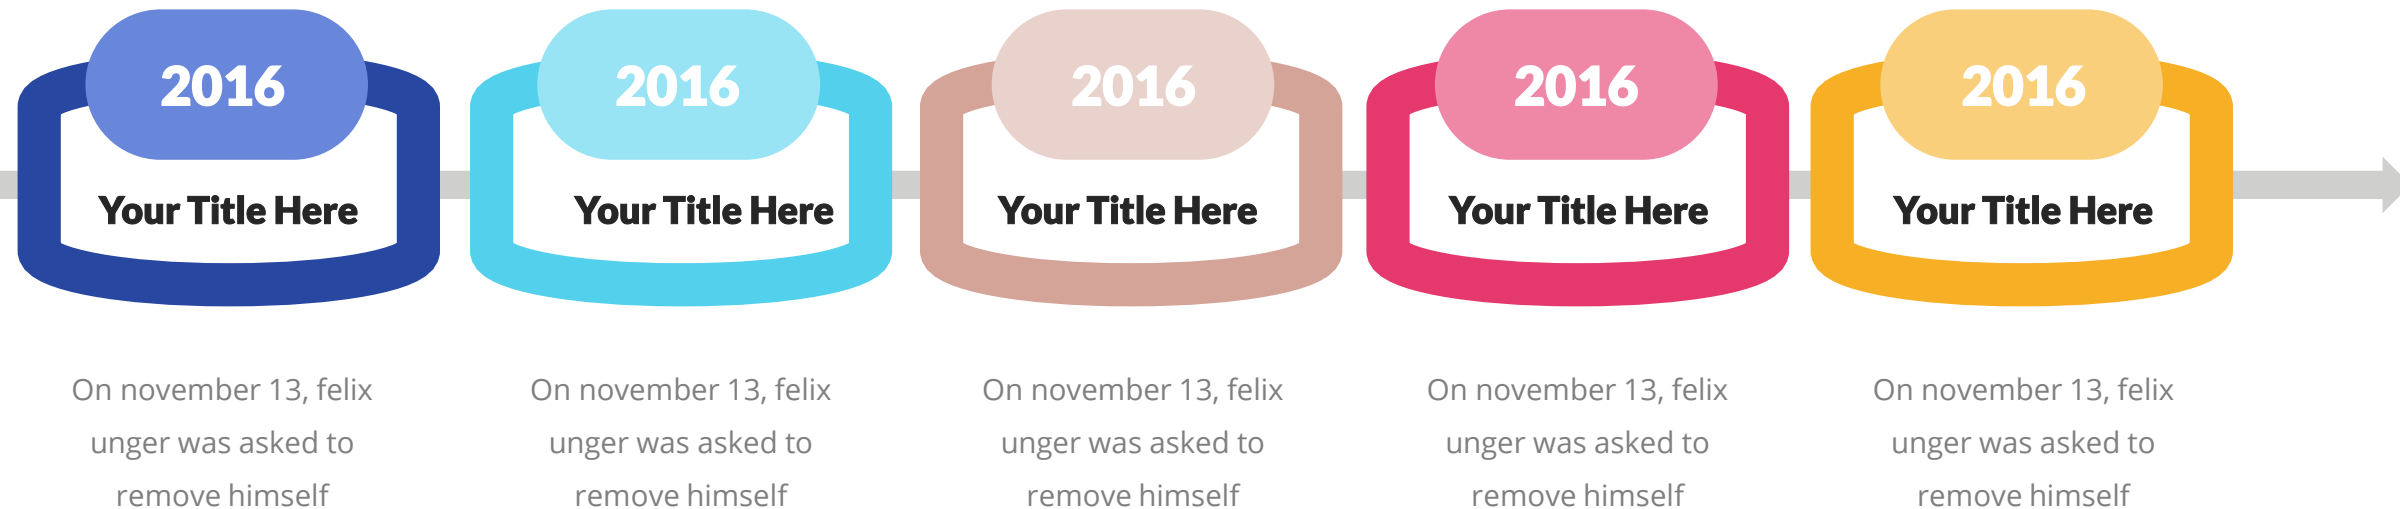 2016
Your Title Here
On november 13, felix
unger was asked to
remove himself
2016
Your Title Here
On november 13, felix
unger was asked to
remove himself
2016
Your Title Here
On november 13, felix
unger was asked to
remove himself
2016
Your Title Here
On november 13, felix
unger was asked to
remove himself
2016
Your Title Here
On november 13, felix
unger was asked to
remove himself